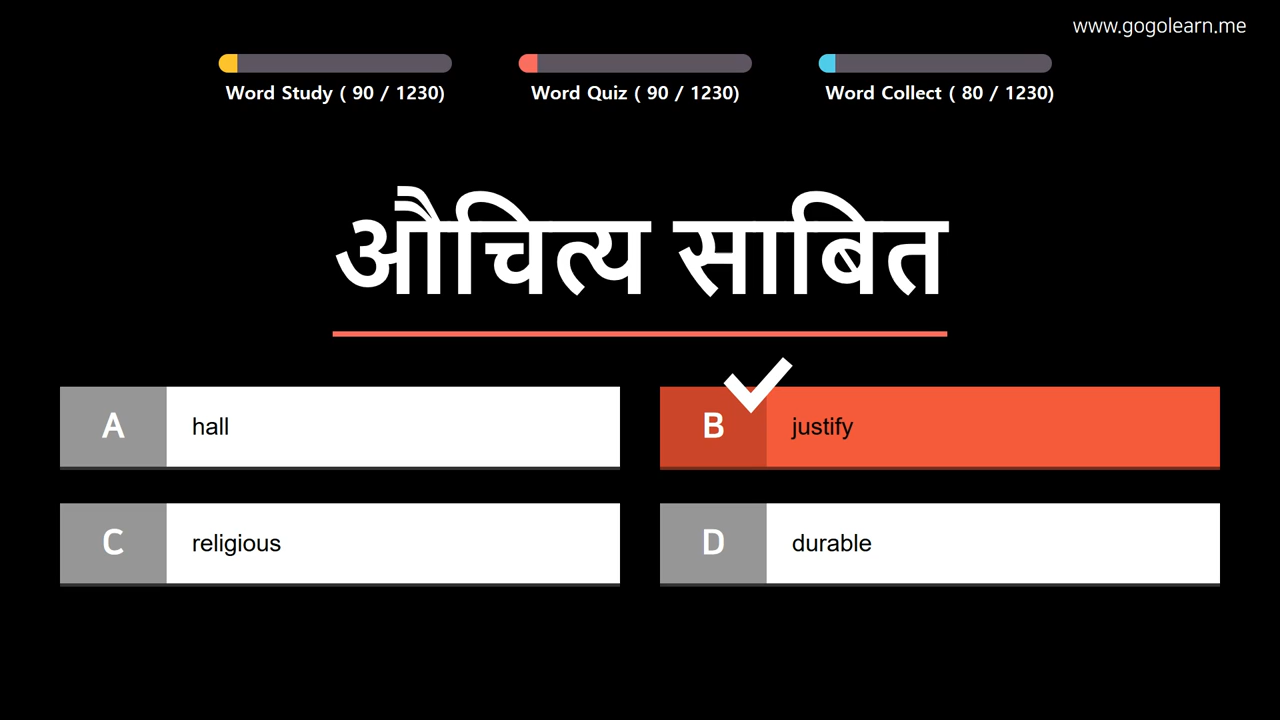 www.gogolearn.me
Word Study ( 90 / 1230)
Word Quiz ( 90 / 1230)
Word Collect ( 80 / 1230)
औचित्य साबित
A
hall
B
justify
C
religious
D
durable